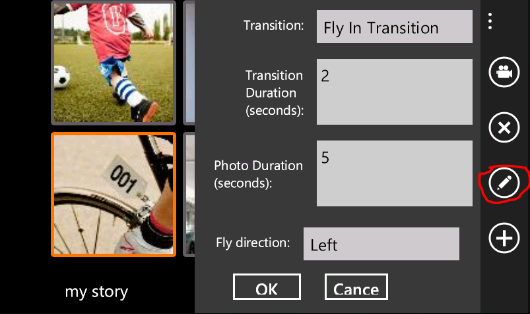 Transition:
Fly In Transition
Transition
Duration
(seconds):
2
Photo Duration
(seconds):
5
Fly direction:
Left
OK
Cance
001
my story